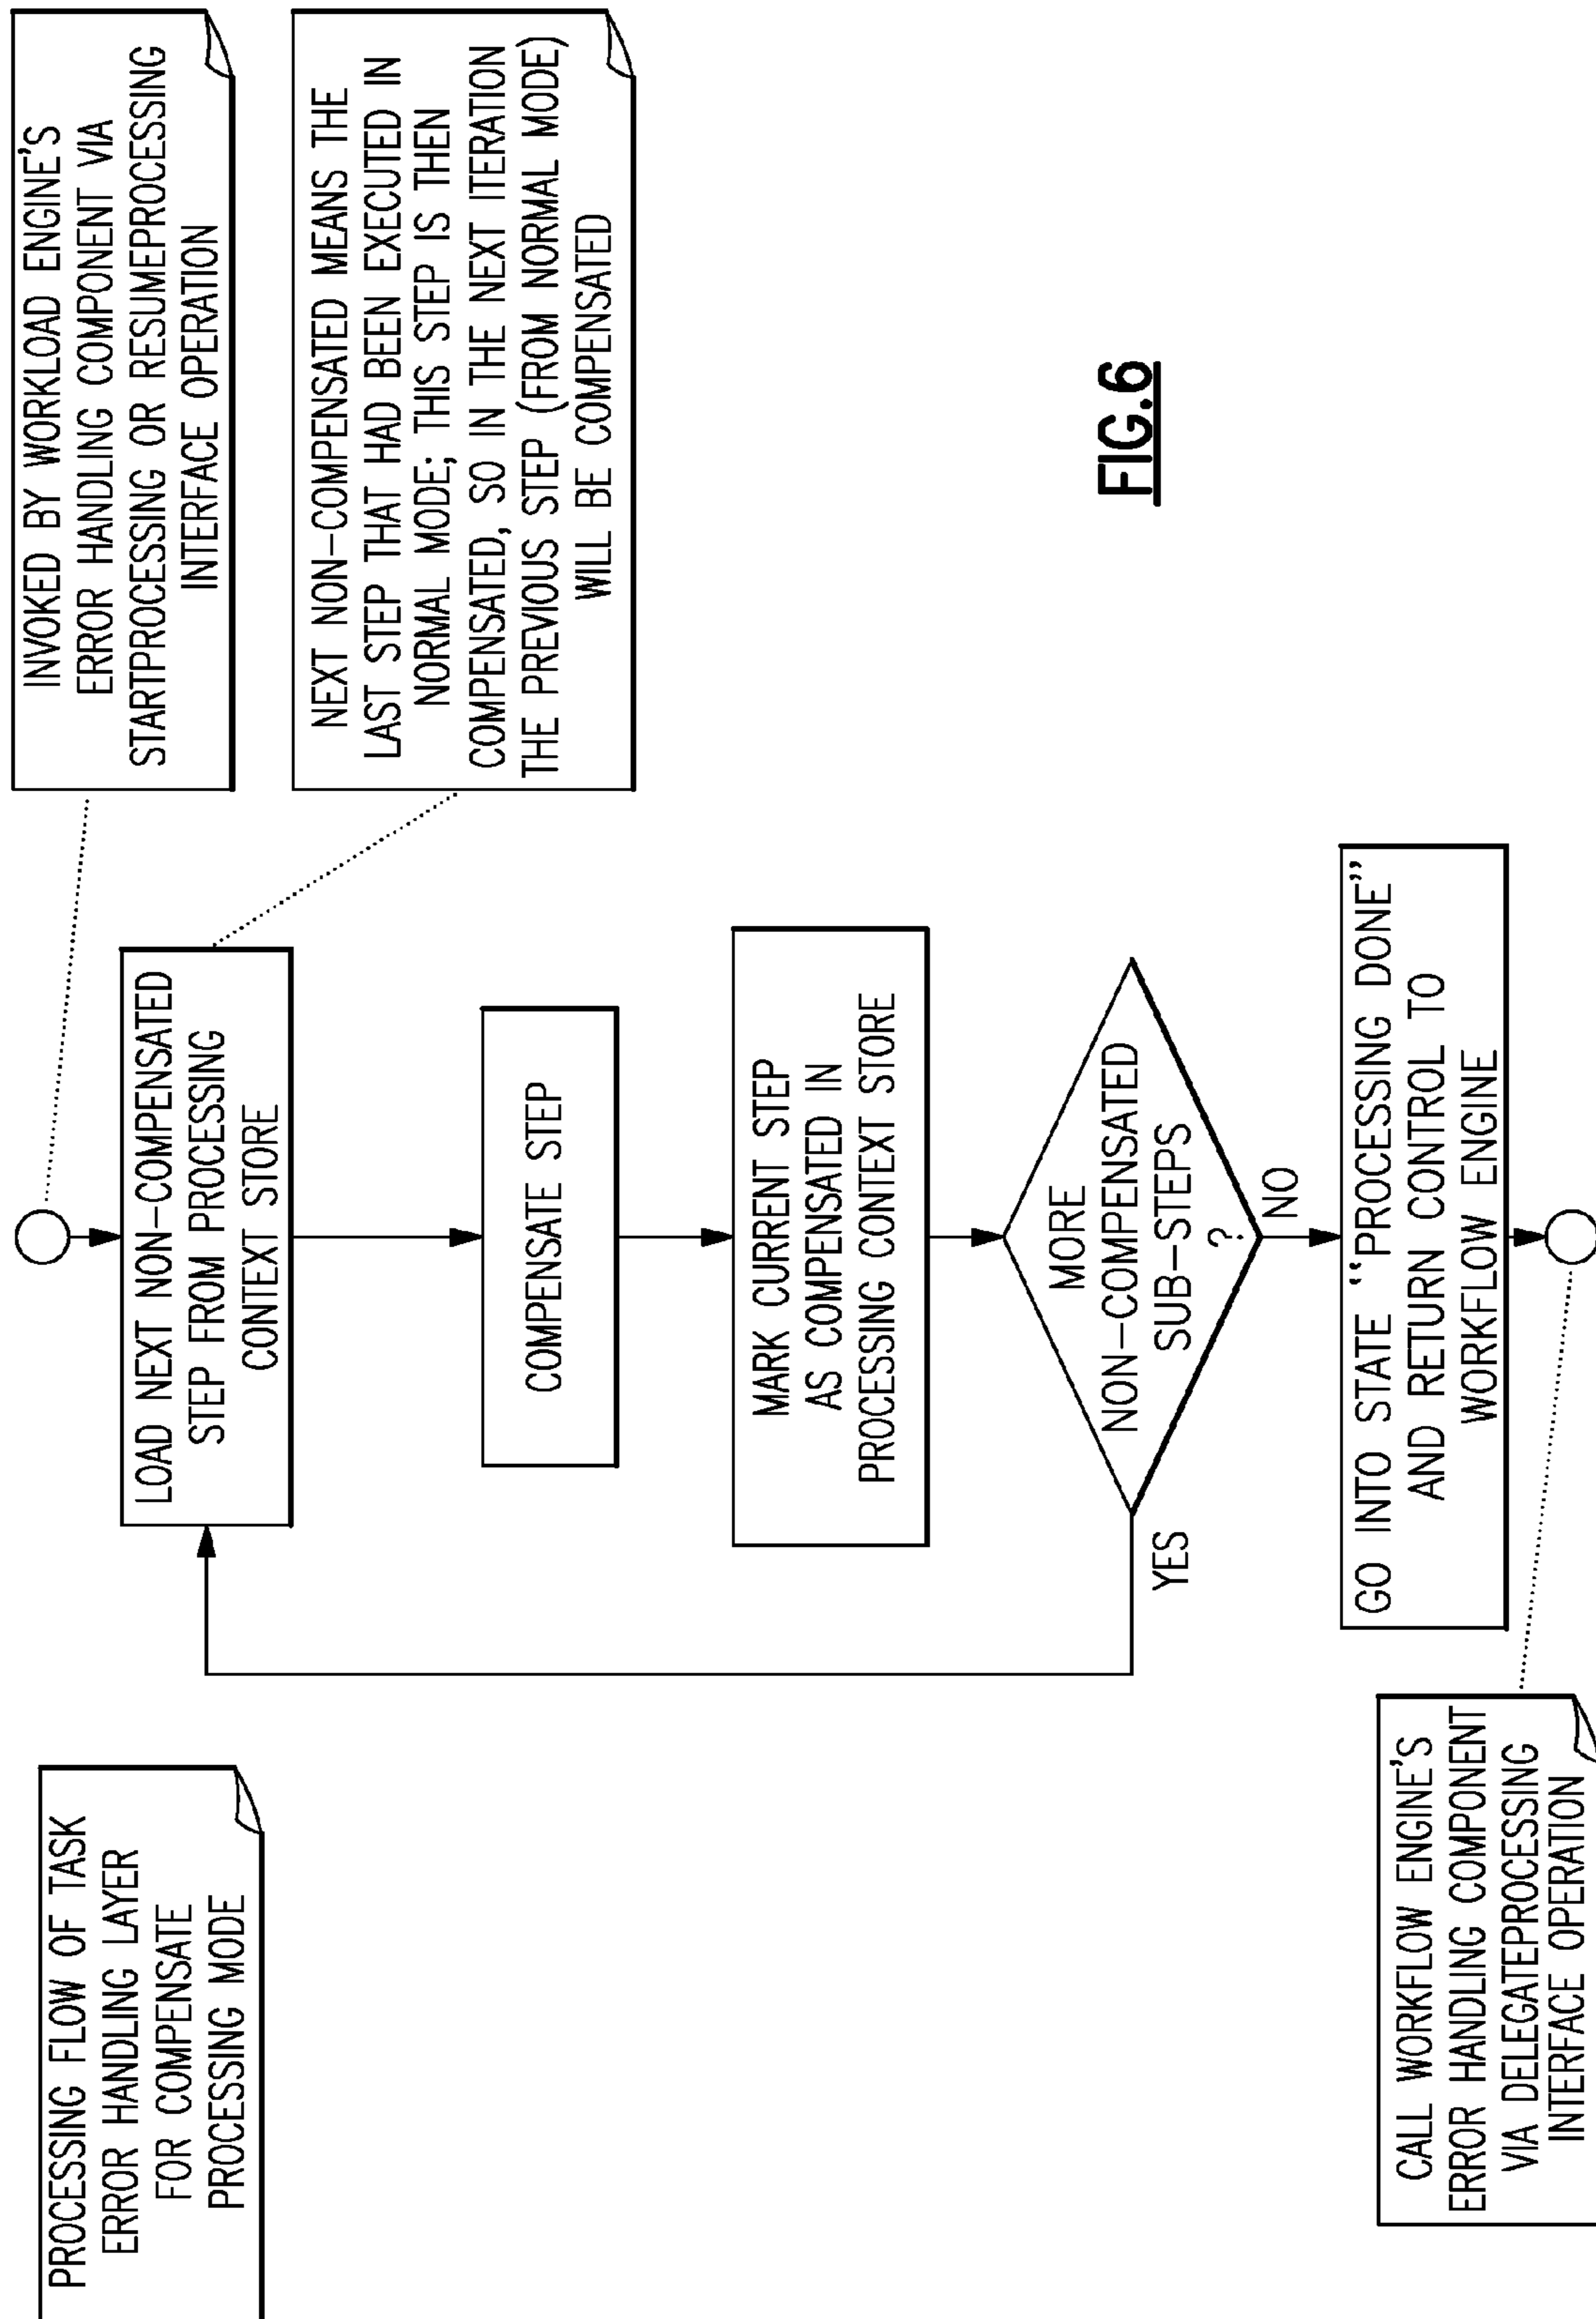 PROCESSING FLOW OF TASK
ERROR HANDLING LAYER
FOR COMPENSATE
PROCESSING MODE
INVOKED BY WORKLOAD ENGINE'S
ERROR HANDLING COMPONENT VIA
STARTPROCESSING OR RESUMEPROCESSING
INTERFACE OPERATION
LOAD NEXT NON-COMPENSATED
STEP FROM PROCESSING
CONTEXT STORE
NEXT NON-COMPENSATED MEANS THE
LAST STEP THAT HAD BEEN EXECUTED IN
NORMAL MODE; THIS STEP IS THEN
COMPENSATED, SO IN THE NEXT ITERATION
THE PREVIOUS STEP (FROM NORMAL MODE)
WILL BE COMPENSATED
COMPENSATE STEP
MARK CURRENT STEP
AS COMPENSATED IN
PROCESSING CONTEXT STORE
MORE
NON-COMPENSATED
SUB-STEPS
?
YES
NO
GO INTO STATE "PROCESSING DONE"
AND RETURN CONTROL TO
WORKFLOW ENGINE
CALL WORKFLOW ENGINE'S
ERROR HANDLING COMPONENT
VIA DELEGATEPROCESSING
INTERFACE OPERATION
FIG.6